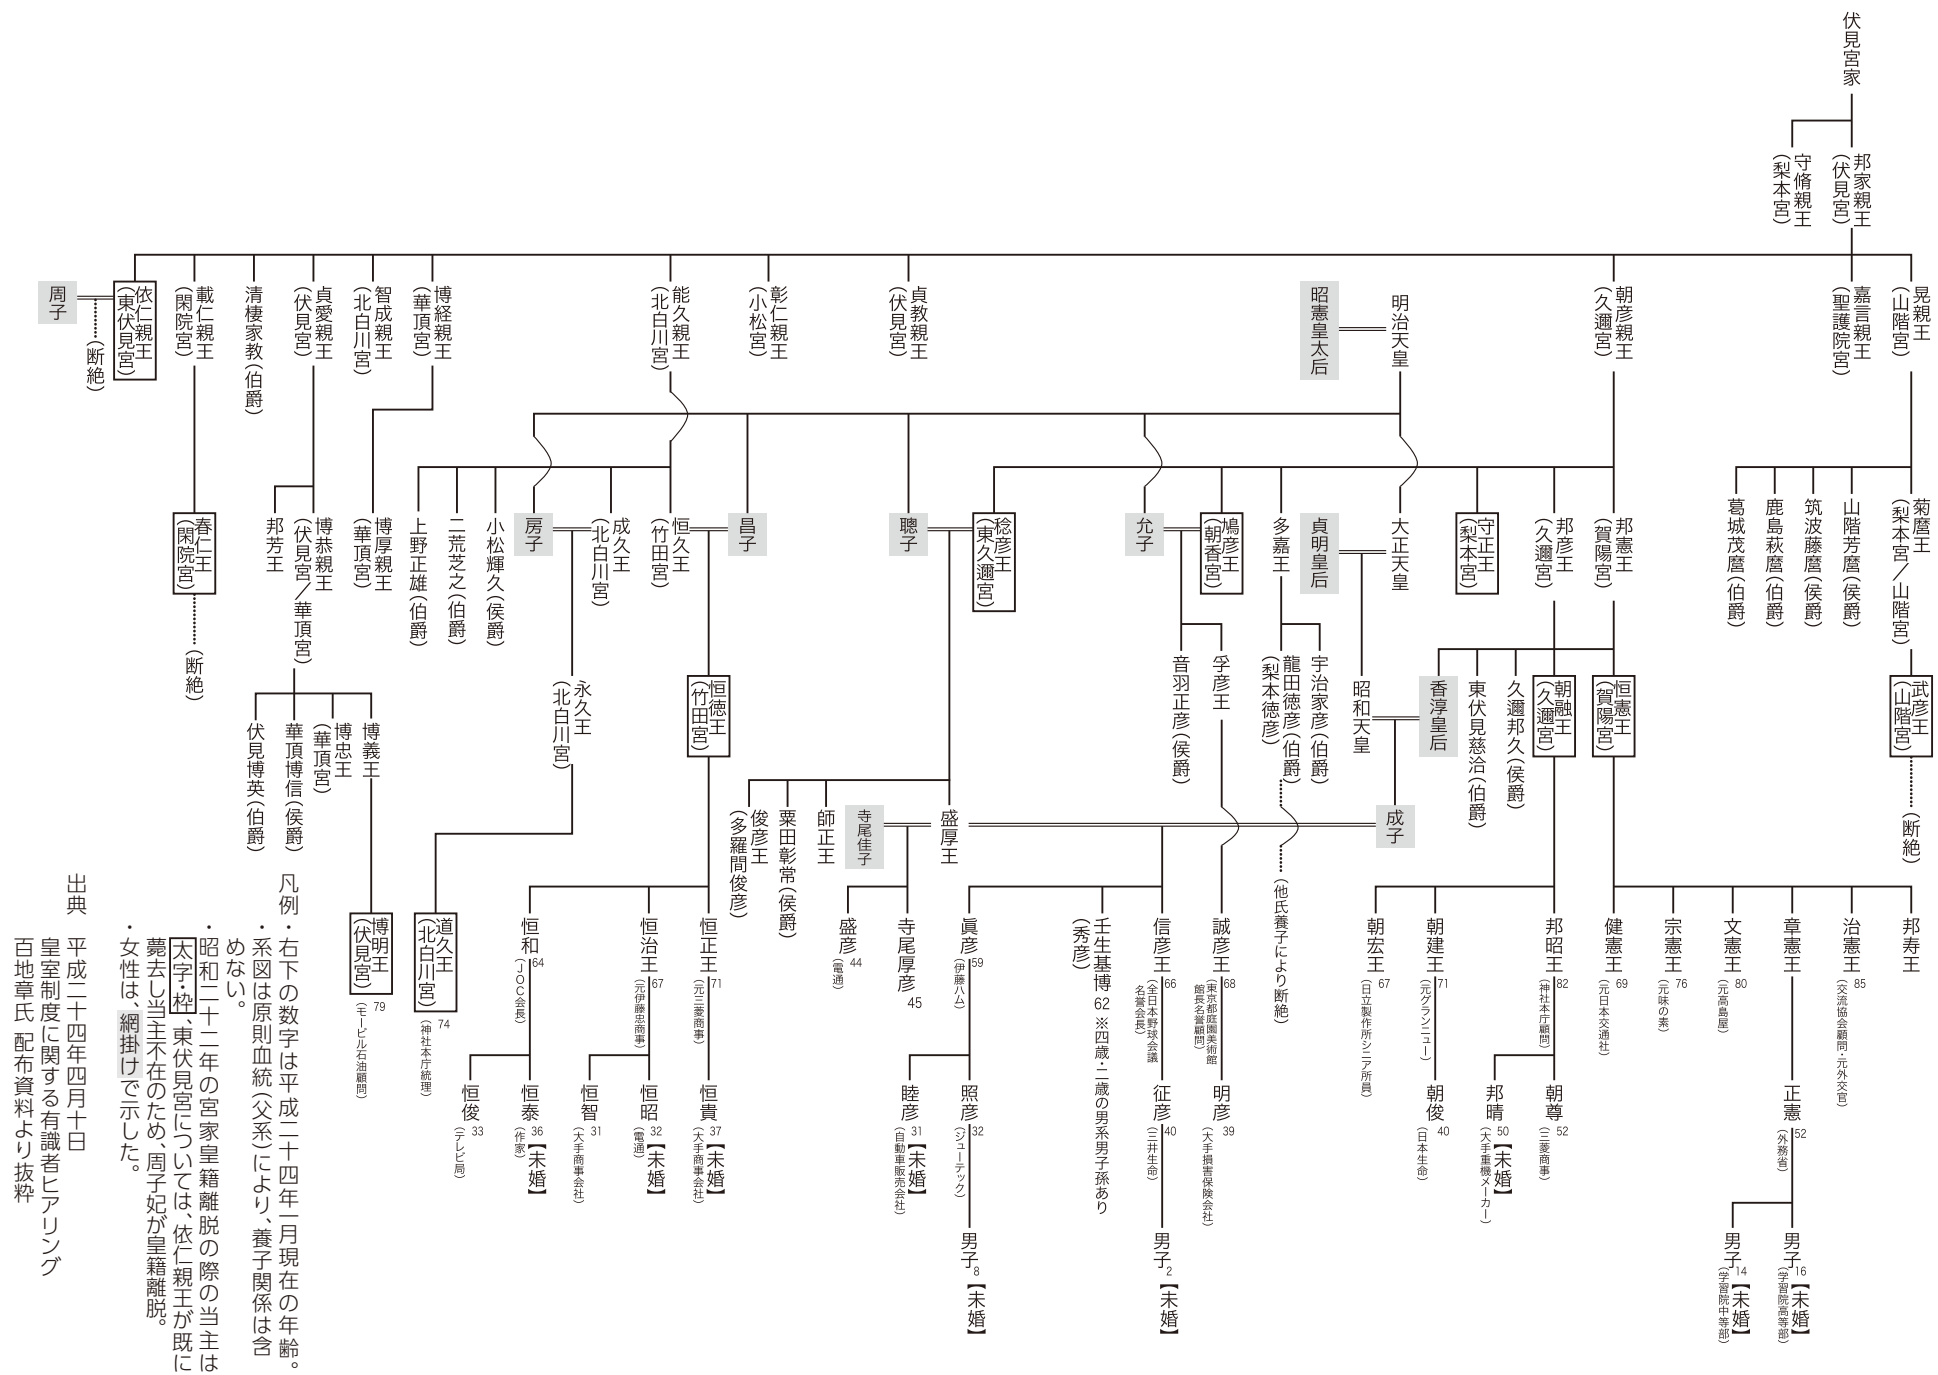 伏見宮家
邦家親王
（伏見宮）
守脩親王
（梨本宮）
晃親王
（山階宮）
嘉言親王
（聖護院宮）
朝彦親王
（久邇宮）
明治天皇
昭憲皇太后
貞教親王
（伏見宮）
彰仁親王
（小松宮）
能久親王
（北白川宮）
博経親王
（華頂宮）
智成親王
（北白川宮）
貞愛親王
（伏見宮）
清棲家教（伯爵）
載仁親王
（閑院宮）
依仁親王
（東伏見宮）
（断絶）
周子
菊麿王
（梨本宮／山階宮）
山階芳麿（侯爵）
筑波藤麿（侯爵）
鹿島萩麿（伯爵）
葛城茂麿（伯爵）
邦憲王
（賀陽宮）
邦彦王
（久邇宮）
守正王
（梨本宮）
大正天皇
貞明皇后
多嘉王
鳩彦王
（朝香宮）
允子
稔彦王
（東久邇宮）
聰子
昌子
恒久王
（竹田宮）
成久王
（北白川宮）
房子
小松輝久（侯爵）
二荒芝之（伯爵）
上野正雄（伯爵）
博厚親王
（華頂宮）
博恭親王
（伏見宮／華頂宮）
邦芳王
春仁王
（閑院宮）
（断絶）
武彦王
（山階宮）
（断絶）
恒憲王
（賀陽宮）
朝融王
（久邇宮）
久邇邦久（侯爵）
東伏見慈洽（伯爵）
香淳皇后
昭和天皇
宇治家彦（伯爵）
龍田徳彦（伯爵）
（梨本徳彦）
（他氏養子により断絶）
孚彦王
音羽正彦（侯爵）
恒徳王
（竹田宮）
永久王
（北白川宮）
博義王
博忠王
（華頂宮）
華頂博信（侯爵）
伏見博英（伯爵）
成子
盛厚王
寺尾佳子
師正王
粟田彰常（侯爵）
俊彦王
（多羅間俊彦）
邦寿王
治憲王 85
（交流協会顧問・元外交官）
章憲王
文憲王 80
（元高島屋）
宗憲王 76
（元味の素）
健憲王 69
（元日本交通社）
邦昭王 82
（神社本庁顧問）
朝建王 71
（元グランニュー）
朝宏王 67
（日立製作所シニア所員）
誠彦王 68
（東京都庭園美術館
館長名誉顧問）
信彦王 66
（全日本野球会議
名誉会長）
壬生基博 62 ※四歳・二歳の男系男子孫あり
（秀彦）
眞彦 59
（伊藤ハム）
寺尾厚彦 45
盛彦 44
（電通）
恒正王 71
（元三菱商事）
恒治王 67
（元伊藤忠商事）
恒和 64
（ＪＯＣ会長）
道久王
（北白川宮） 74
（神社本庁統理）
博明王
（伏見宮） 79
（モービル石油顧問）
正憲 52
（外務省）
朝尊 52
（三菱商事）
邦晴 50 【未婚】
（大手重機メーカー）
朝俊 40
（日本生命）
明彦 39
（大手損害保険会社）
征彦 40
（三井生命）
照彦 32
（ジューテック）
睦彦 31 【未婚】
（自動車販売会社）
恒貴 37 【未婚】
（大手商事会社）
恒昭 32 【未婚】
（電通）
恒智 31
（大手商事会社）
恒泰 36 【未婚】
（作家）
恒俊 33
（テレビ局）
男子 16 【未婚】
（学習院高等部）
男子 14 【未婚】
（学習院中等部）
男子 2 【未婚】
男子 8 【未婚】
凡例
・右下の数字は平成二十四年一月現在の年齢。
・系図は原則血統（父系）により、養子関係は含
めない。
・昭和二十二年の宮家皇籍離脱の際の当主は
太字・枠、東伏見宮については、依仁親王が既に
薨去し当主不在のため、周子妃が皇籍離脱。
・女性は、網掛けで示した。
出典 平成二十四年四月十日
皇室制度に関する有識者ヒアリング
百地章氏 配布資料より抜粋